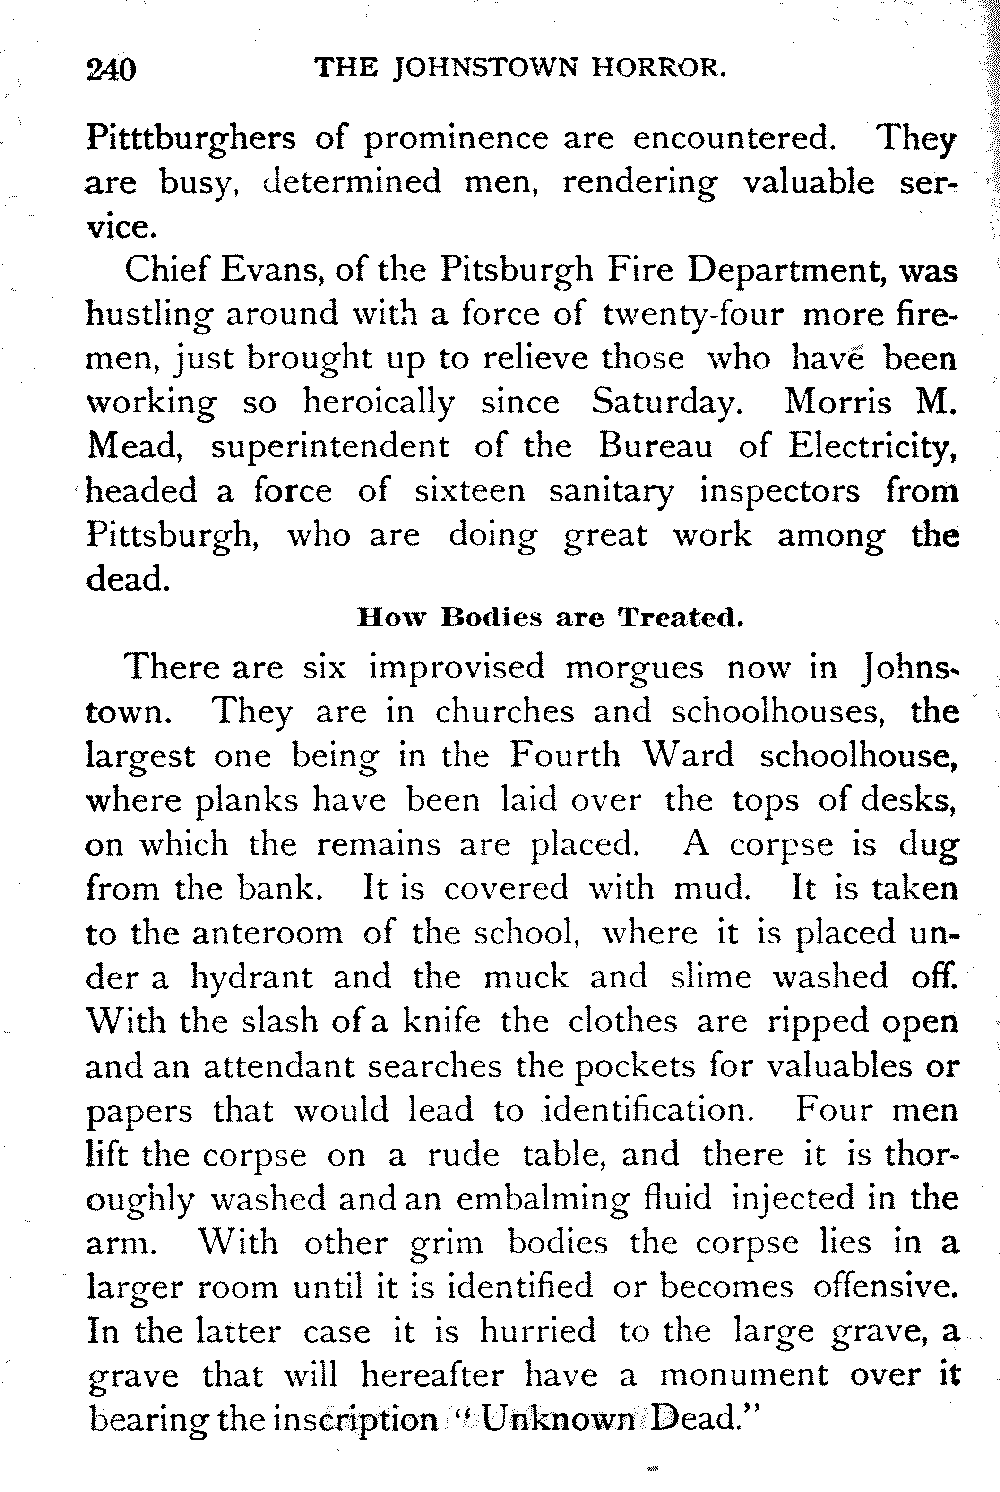 240 THE JOHNSTOWN HORROR.
Pitttburghers of prominence are encountered. They
are busy, determined men, rendering valuable ser-
vice.
Chief Evans, of the Pitsburgh Fire Department, was
hustling around with a force of twenty-four more fire-
men, just brought up to relieve those who have been
working so heroically since Saturday. Morris M.
Mead, superintendent of the Bureau of Electricity,
headed a force of sixteen sanitary inspectors from
Pittsburgh, who are doing great work among the
dead.
How Bodies are Treated.
There are six improvised morgues now in Johns-
town. They are in churches and schoolhouses, the
largest one being in the Fourth Ward schoolhouse,
where planks have been laid over the tops of desks,
on which the remains are placed. A corpse is dug
from the bank. It is covered with mud. It is taken
to the anteroom of the school, where it is placed un-
der a hydrant and the muck and slime washed off.
With the slash of a knife the clothes are ripped open
and an attendant searches the pockets for valuables or
papers that would lead to identification. Four men
lift the corpse on a rude table, and there it is thor-
oughly washed and an embalming fluid injected in the
arm. With other grim bodies the corpse lies in a
larger room until it is identified or becomes offensive.
In the latter case it is hurried to the large grave, a
grave that will hereafter have a monument over it
bearing the inscription "Unknown Dead."